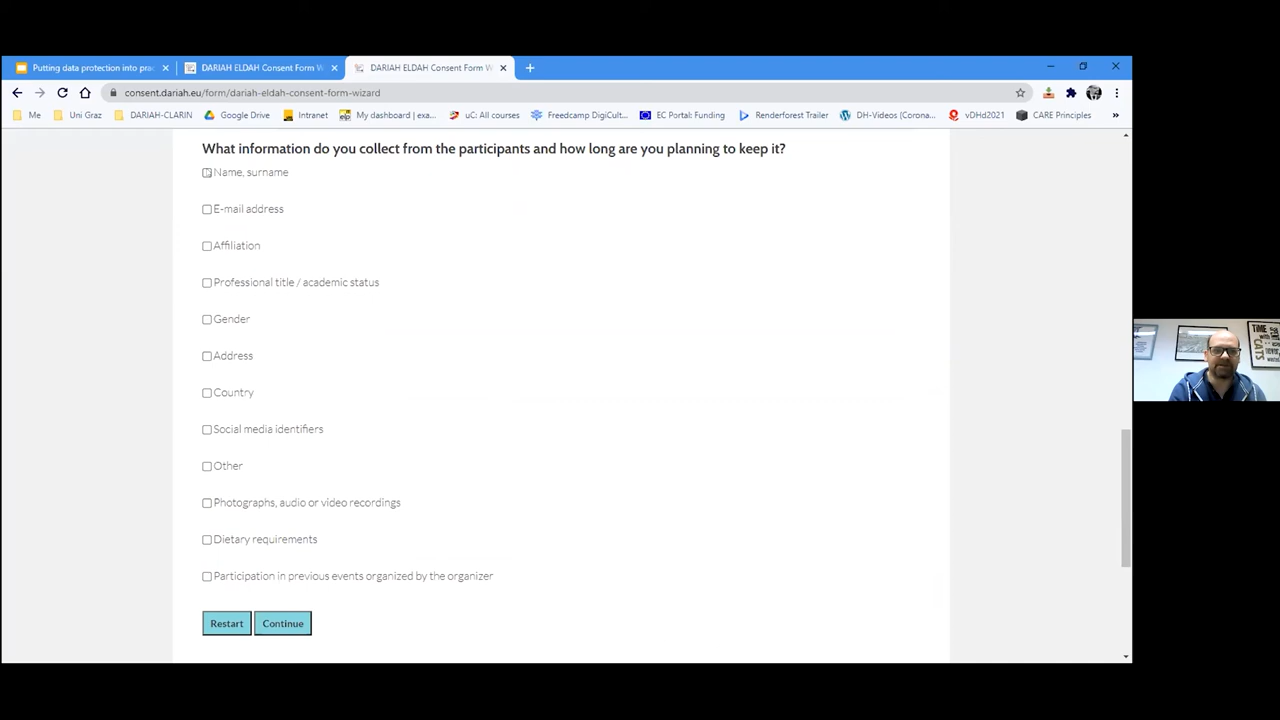 Putting data protection into prac
DARIAH ELDAH Consent Form W
DARIAH ELDAH Consent Form W
consent.dariah.eu/form/dariah-eldah-consent-form-wizard
Me
Uni Graz
DARIAH-CLARIN
Google Drive
Intranet
My dashboard | exa...
uC: All courses
Freedcamp DigiCult...
EC Portal: Funding
Renderforest Trailer
DH-Videos (Corona...
vDHd2021
CARE Principles
»
What information do you collect from the participants and how long are you planning to keep it?
Name, surname
E-mail address
Affiliation
Professional title / academic status
Gender
Address
Country
Social media identifiers
Other
Photographs, audio or video recordings
Dietary requirements
Participation in previous events organized by the organizer
Restart
Continue
TIME
CATS